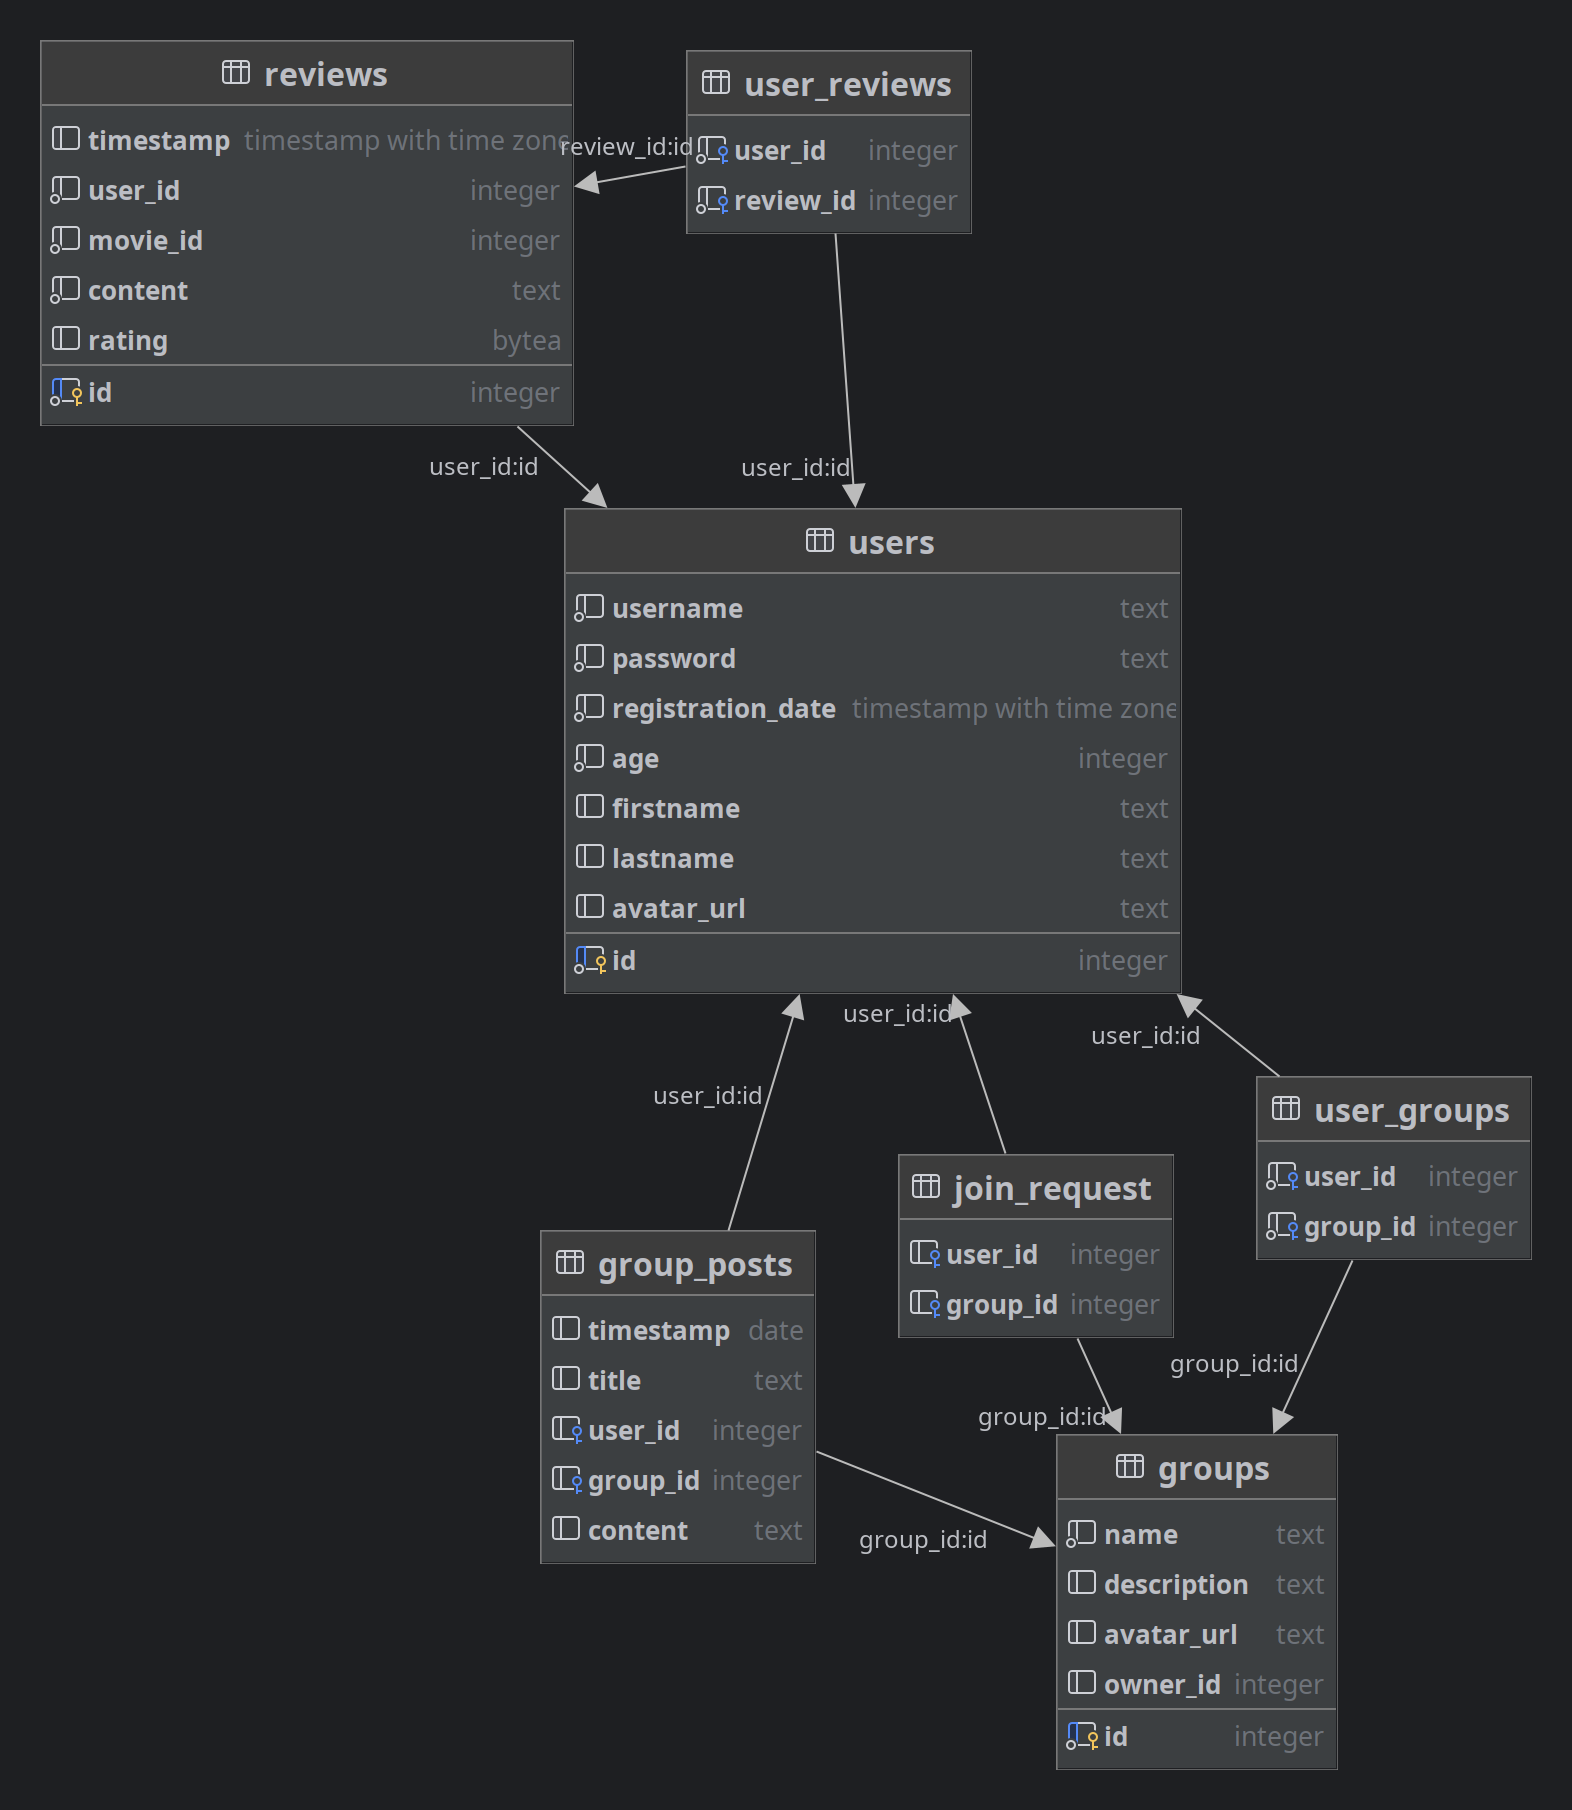 reviews
timestamp timestamp with time zone
user_id integer
movie_id integer
content text
rating bytea
id integer
user_reviews
user_id integer
review_id integer
review_id:id
user_id:id
user_id:id
users
username text
password text
registration_date timestamp with time zone
age integer
firstname text
lastname text
avatar_url text
id integer
user_id:id
user_id:id
user_id:id
user_groups
user_id integer
group_id integer
join_request
user_id integer
group_id integer
group_posts
timestamp date
title text
user_id integer
group_id integer
content text
group_id:id
group_id:id
group_id:id
groups
name text
description text
avatar_url text
owner_id integer
id integer